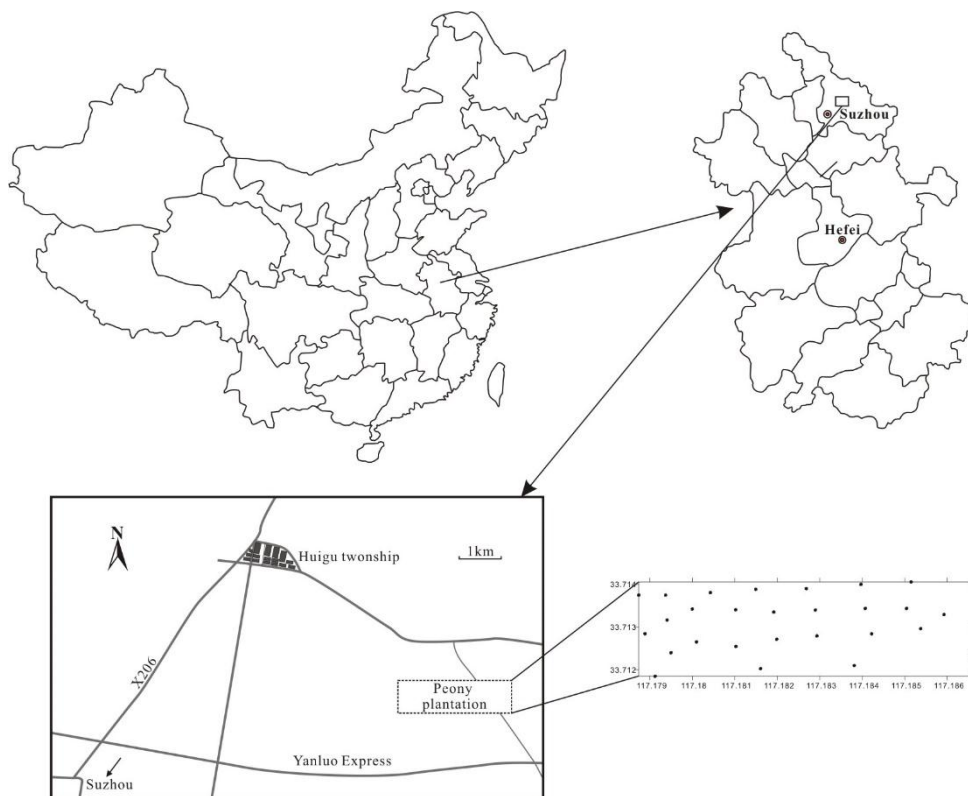 Suzhou
Hefei
N
Huigu twonship
1km
X206
Peony
plantation
Yanluo Express
Suzhou
33.714
33.713
33.712
117.179 117.18 117.181 117.182 117.183 117.184 117.185 117.186